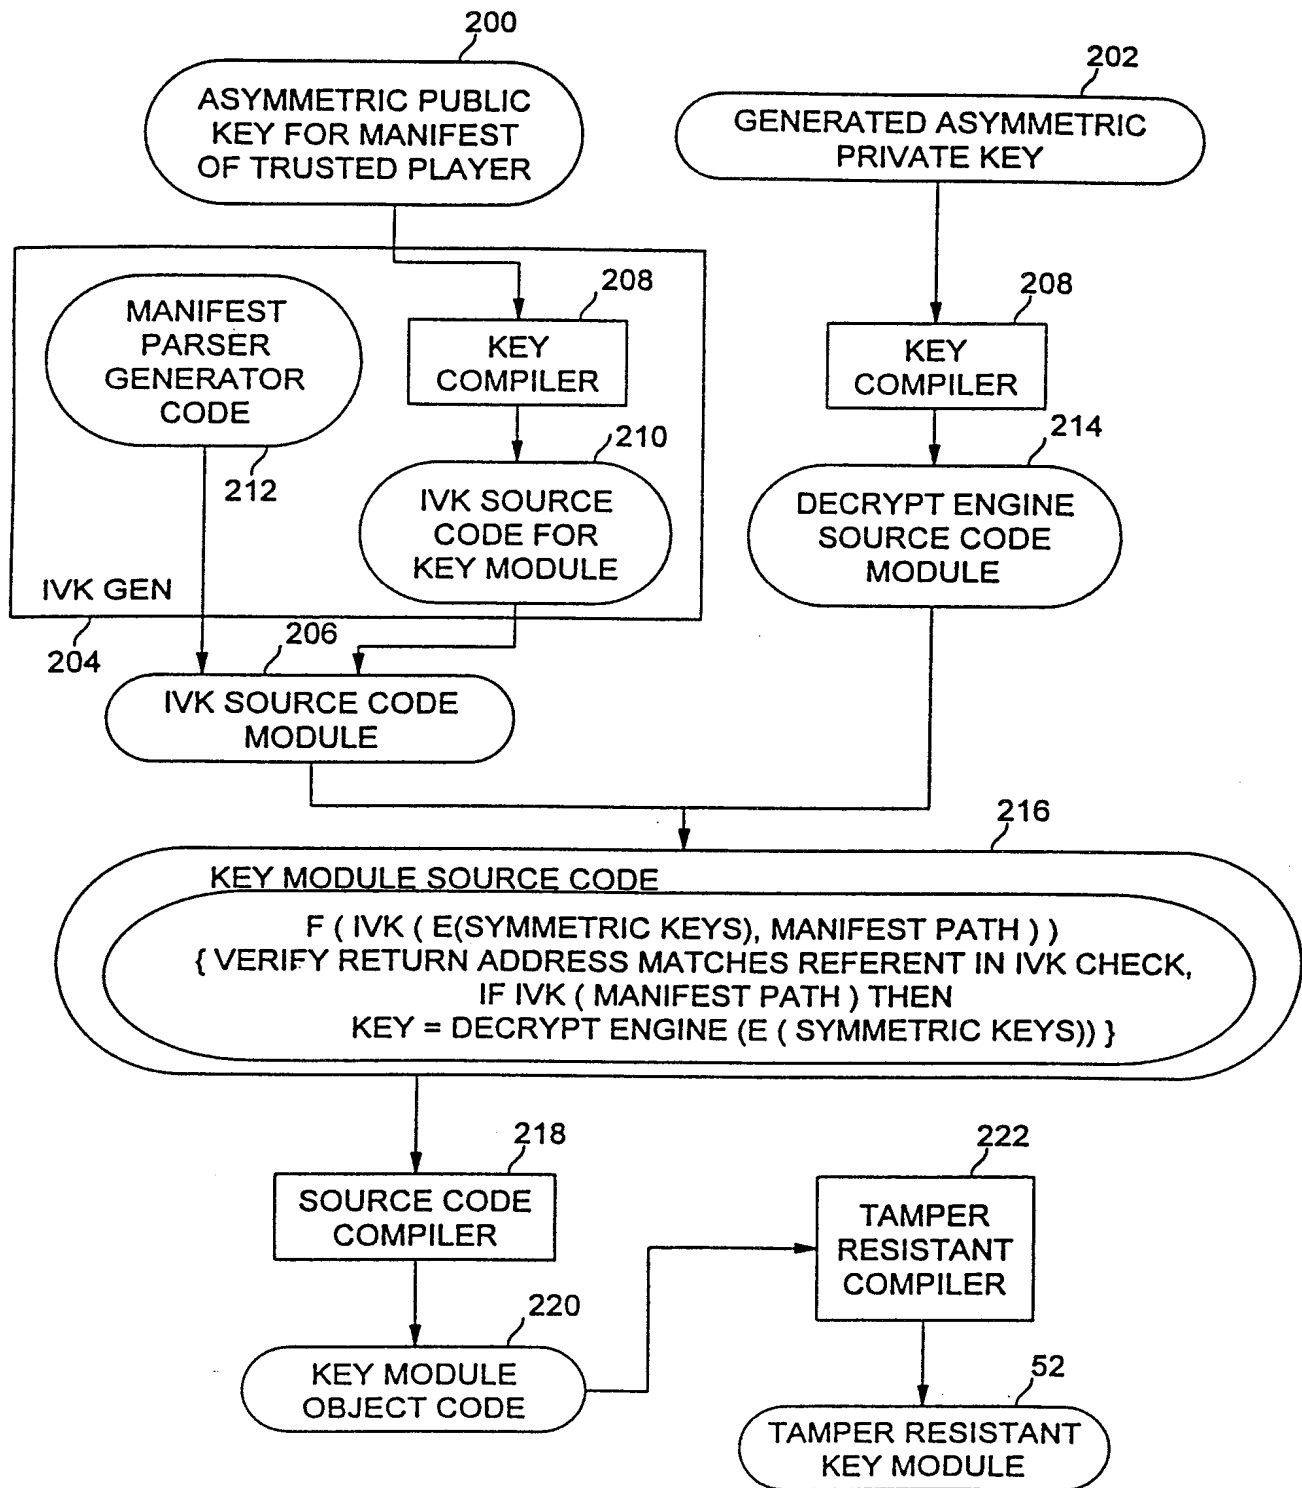 200
ASYMMETRIC PUBLIC
KEY FOR MANIFEST
OF TRUSTED PLAYER
202
GENERATED ASYMMETRIC
PRIVATE KEY
MANIFEST
PARSER
GENERATOR
CODE
212
208
KEY
COMPILER
210
IVK SOURCE
CODE FOR
KEY MODULE
IVK GEN
204
208
KEY
COMPILER
214
DECRYPT ENGINE
SOURCE CODE
MODULE
206
IVK SOURCE CODE
MODULE
216
KEY MODULE SOURCE CODE
F ( IVK ( E(SYMMETRIC KEYS), MANIFEST PATH ) )
{ VERIFY RETURN ADDRESS MATCHES REFERENT IN IVK CHECK,
IF IVK ( MANIFEST PATH ) THEN
KEY = DECRYPT ENGINE (E ( SYMMETRIC KEYS)) }
218
SOURCE CODE
COMPILER
220
KEY MODULE
OBJECT CODE
222
TAMPER
RESISTANT
COMPILER
52
TAMPER RESISTANT
KEY MODULE